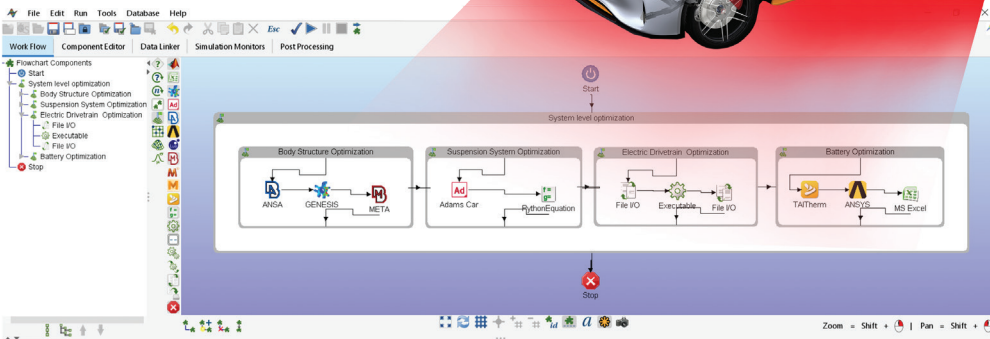 File Edit Run Tools Database Help
Esc
Work Flow Component Editor Data Linker Simulation Monitors Post Processing
Flowchart Components
Start
System level optimization
Body Structure Optimization
Suspension System Optimization
Electric Drivetrain Optimization
File I/O
Executable
File I/O
Battery Optimization
Stop
Start
System level optimization
Body Structure Optimization
ANSA GENESIS META
Suspension System Optimization
Ad
Adams Car PythonEquation
Electric Drivetrain Optimization
File I/O Executable File I/O
Battery Optimization
TAITherm ANSYS MS Excel
Stop
Zoom = Shift + | Pan = Shift +